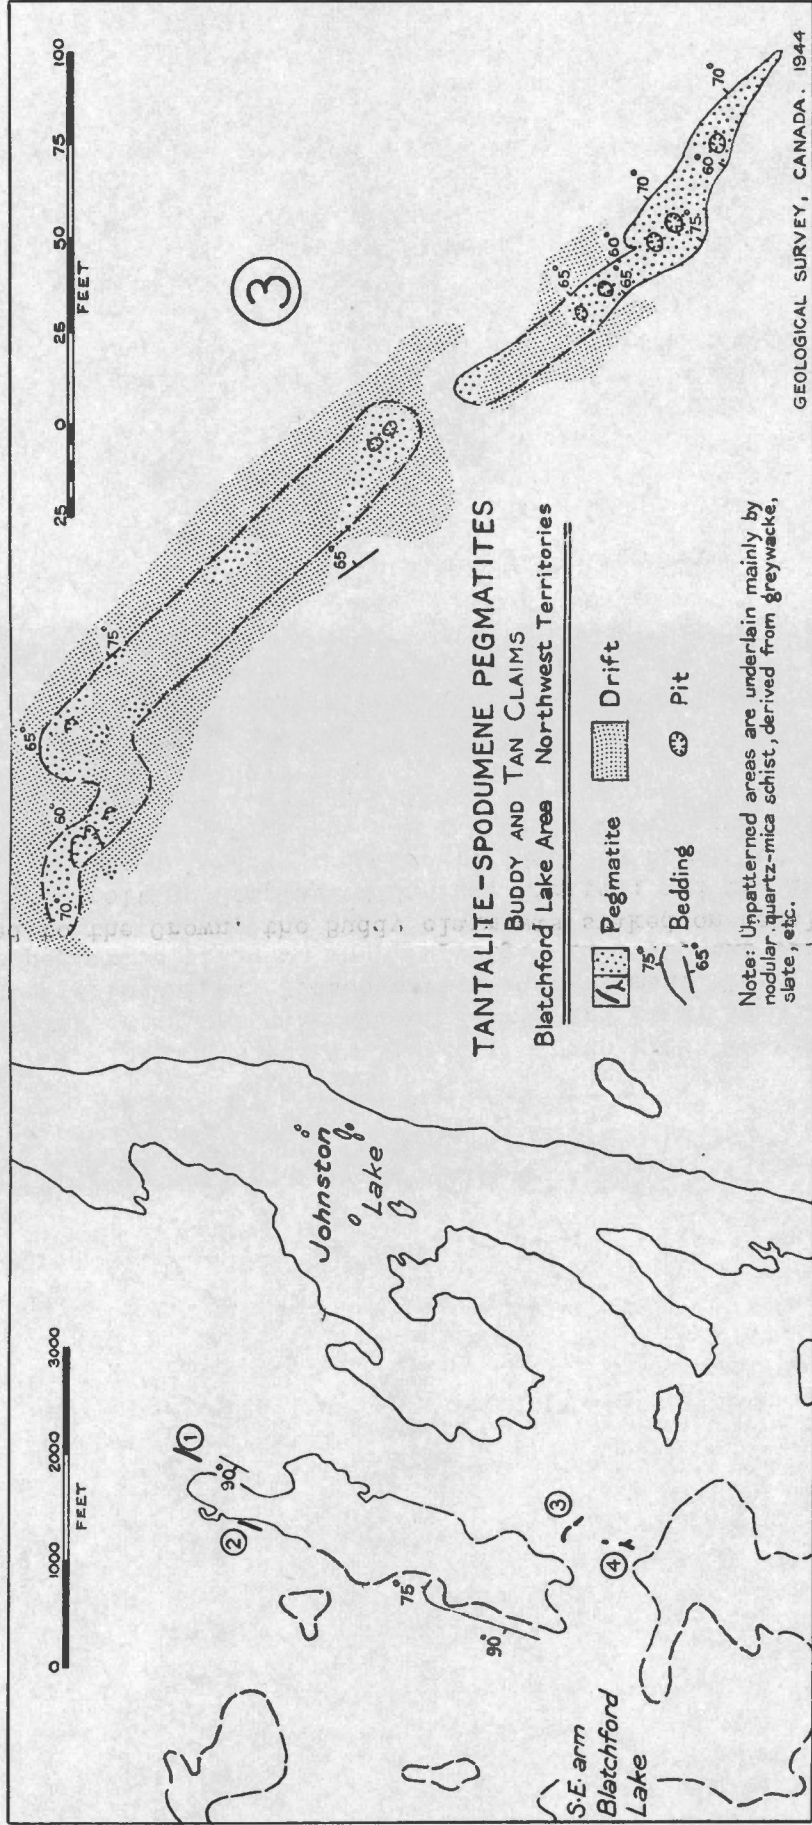 0 1000 2000 3000
FEET
Johnston
Lake
1
90°
2
75°
90°
3
4
S.E. arm
Blatchford
Lake
25 0 25 50 75 100
FEET
3
65°
60°
70
75°
65°
65°
60°
65
70°
75°
60
70°
TANTALITE-SPODUMENE PEGMATITES
BUDDY AND TAN CLAIMS
Blatchford Lake Area Northwest Territories
Pegmatite
Drift
75°
65°
Bedding
Pit
Note: Unpatterned areas are underlain mainly by
nodular quartz-mica schist, derived from greywacke,
slate, etc.
GEOLOGICAL SURVEY, CANADA. 1944